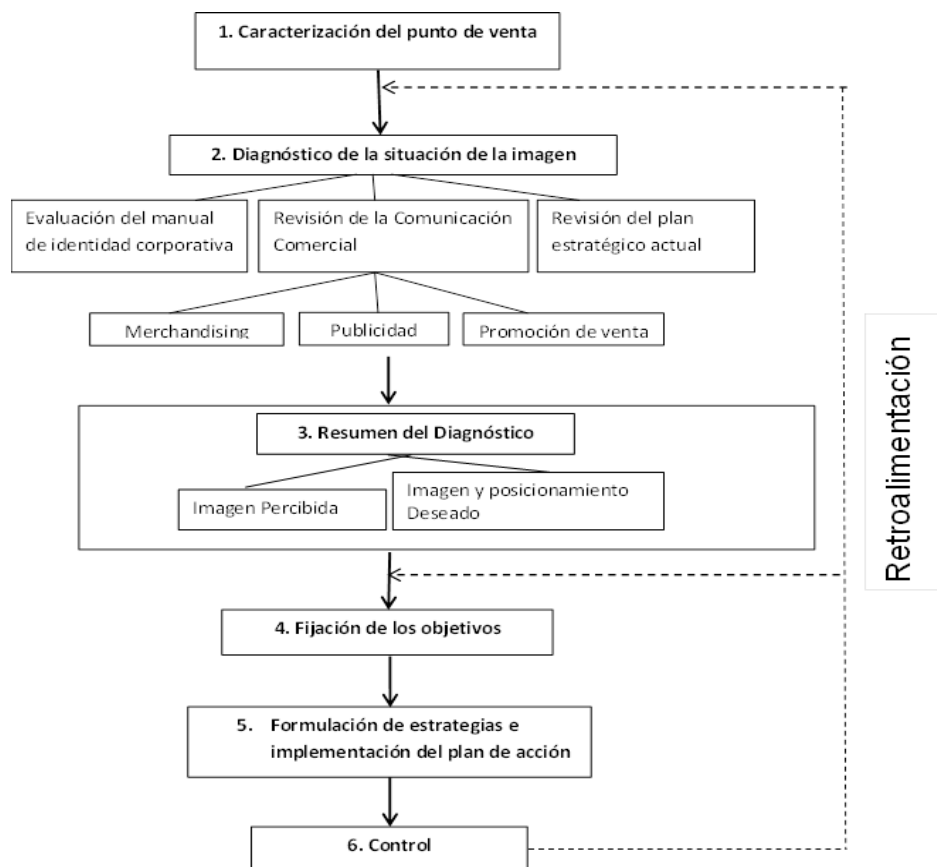 1. Caracterización del punto de venta
2. Diagnóstico de la situación de la imagen
Evaluación del manual
de identidad corporativa
Revisión de la Comunicación
Comercial
Revisión del plan
estratégico actual
Merchandising
Publicidad
Promoción de venta
3. Resumen del Diagnóstico
Imagen Percibida
Imagen y posicionamiento
Deseado
4. Fijación de los objetivos
5. Formulación de estrategias e
implementación del plan de acción
6. Control
Retroalimentación